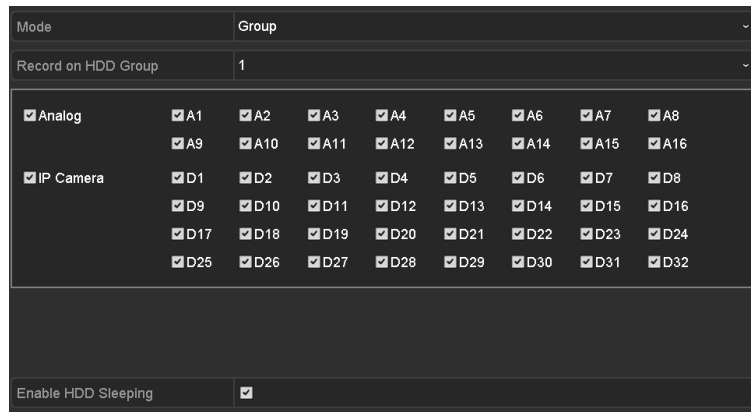 Mode Group
Record on HDD Group 1
Analog A1 A2 A3 A4 A5 A6 A7 A8
A9 A10 A11 A12 A13 A14 A15 A16
IP Camera D1 D2 D3 D4 D5 D6 D7 D8
D9 D10 D11 D12 D13 D14 D15 D16
D17 D18 D19 D20 D21 D22 D23 D24
D25 D26 D27 D28 D29 D30 D31 D32
Enable HDD Sleeping